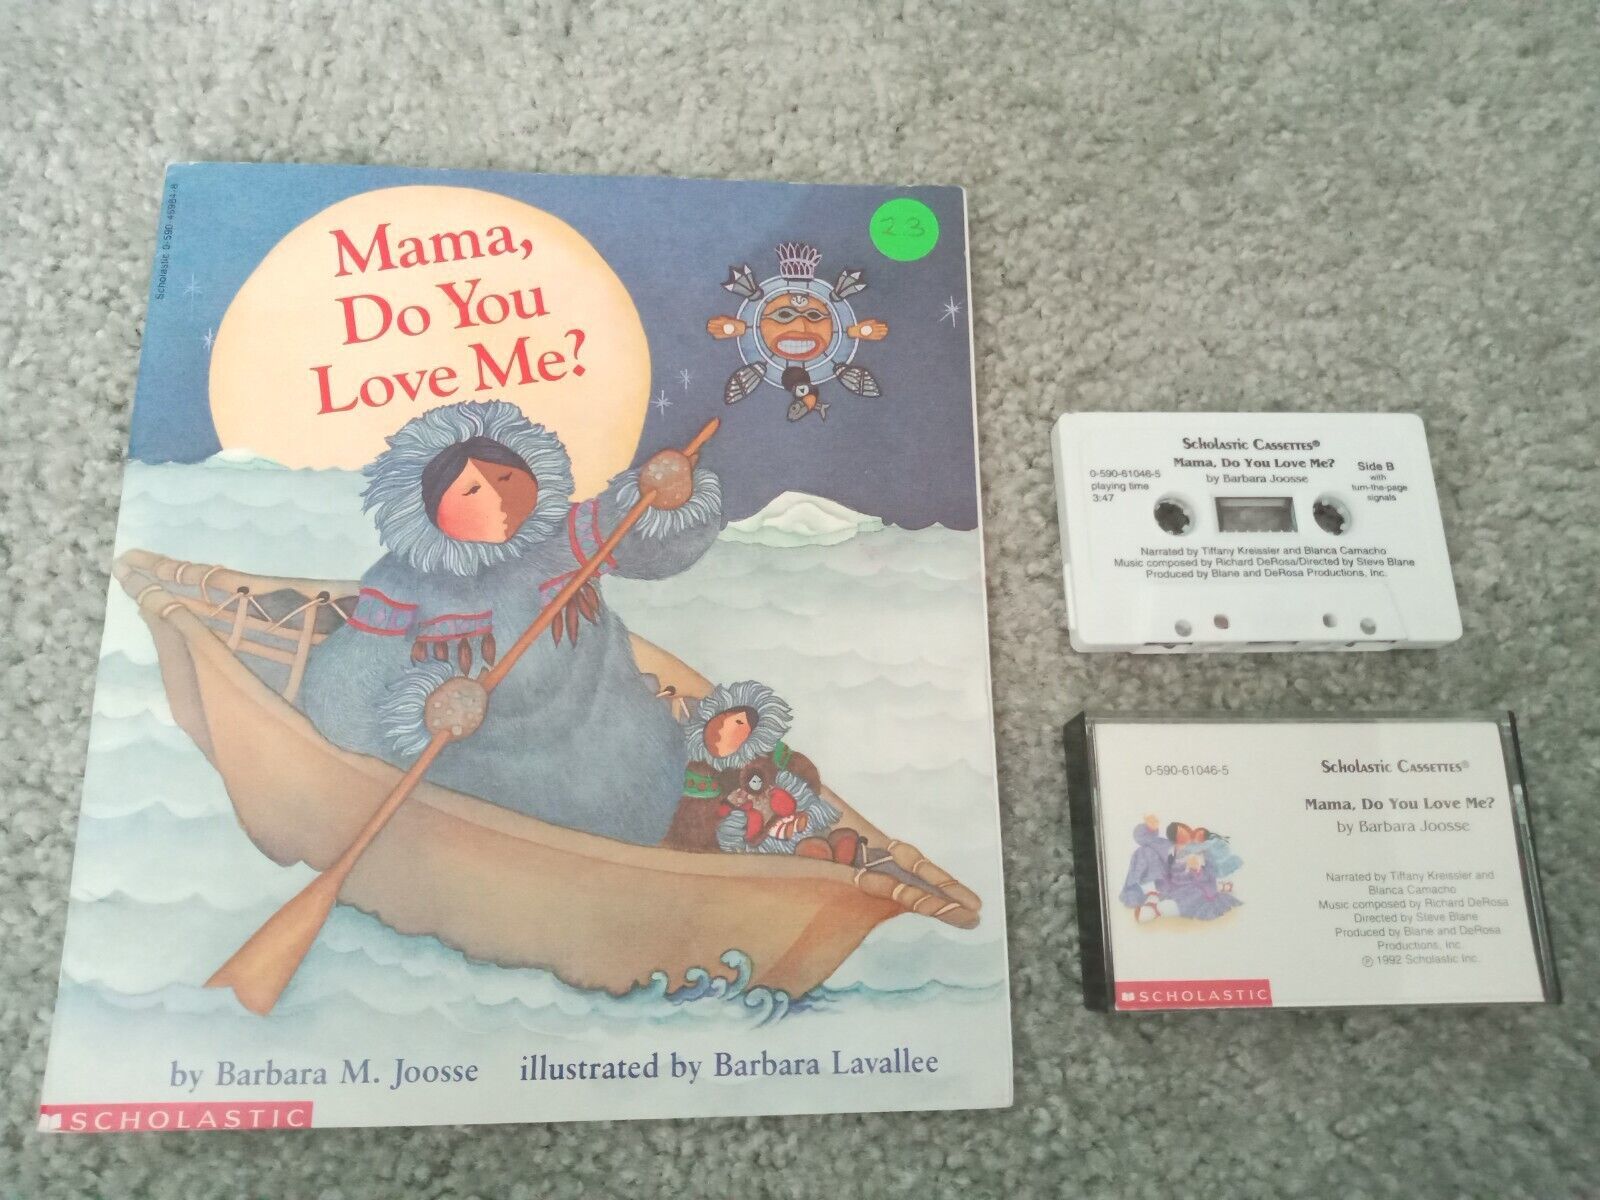 Scholastic 0-590-45984-8
Mama,
Do You
Love Me?
23
by Barbara M. Joosse illustrated by Barbara Lavallee
SCHOLASTIC
Scholastic Cassettes®
Mama, Do You Love Me?
by Barbara Joosse
0-590-61046-5
playing time
3:47
Side B
with
turn-the-page
signals
Narrated by Tiffany Kreissler and Blanca Camacho
Music composed by Richard DeRosa/Directed by Steve Blane
Produced by Blane and DeRosa Productions, Inc.
0-590-61046-5
Scholastic Cassettes®
Mama, Do You Love Me?
by Barbara Joosse
Narrated by Tiffany Kreissler and
Blanca Camacho
Music composed by Richard DeRosa
Directed by Steve Blane
Produced by Blane and DeRosa
Productions, Inc.
℗ 1992 Scholastic Inc.
SCHOLASTIC